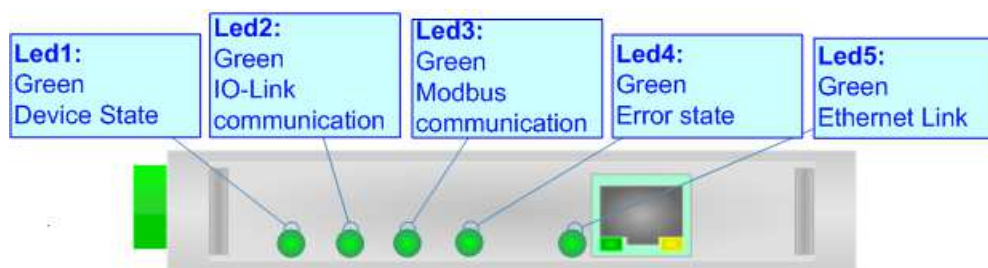 Led1:
Green
Device State
Led2:
Green
IO-Link
communication
Led3:
Green
Modbus
communication
Led4:
Green
Error state
Led5:
Green
Ethernet Link